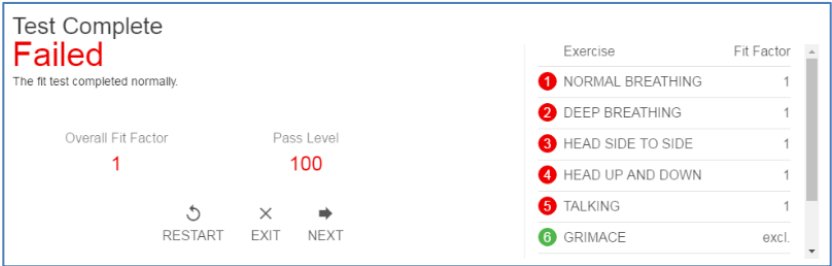 Test Complete
Failed
The fit test completed normally.
Overall Fit Factor Pass Level
1 100
RESTART EXIT NEXT
Exercise Fit Factor
1 NORMAL BREATHING 1
2 DEEP BREATHING 1
3 HEAD SIDE TO SIDE 1
4 HEAD UP AND DOWN 1
5 TALKING 1
6 GRIMACE excl.